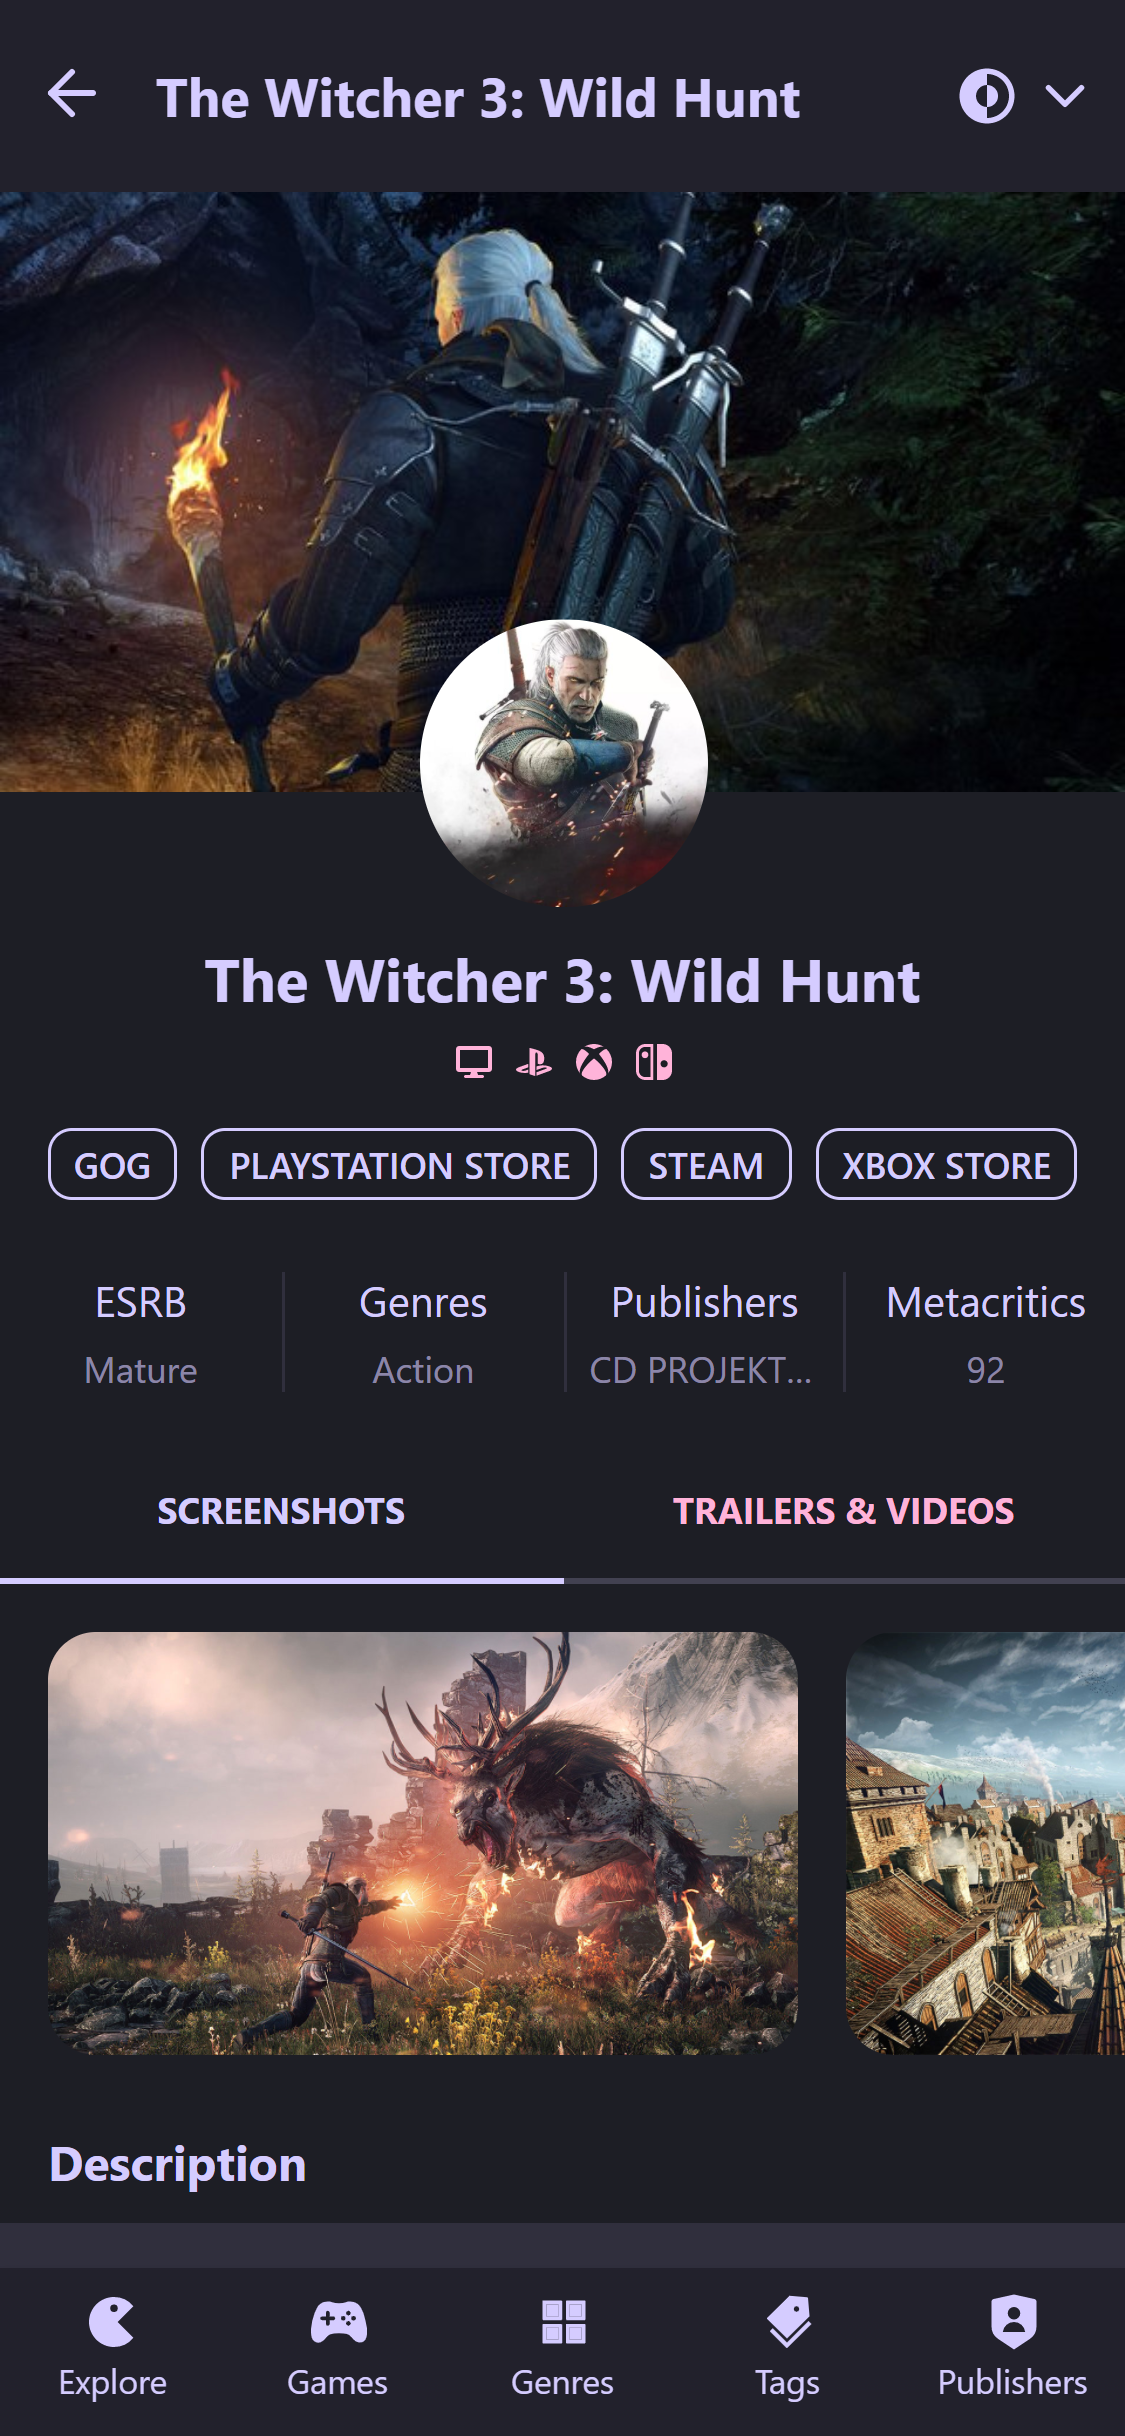 The Witcher 3: Wild Hunt
The Witcher 3: Wild Hunt
GOG
PLAYSTATION STORE
STEAM
XBOX STORE
ESRB
Genres
Publishers
Metacritics
Mature
Action
CD PROJEKT...
92
SCREENSHOTS
TRAILERS & VIDEOS
Description
Explore
Games
Genres
Tags
Publishers